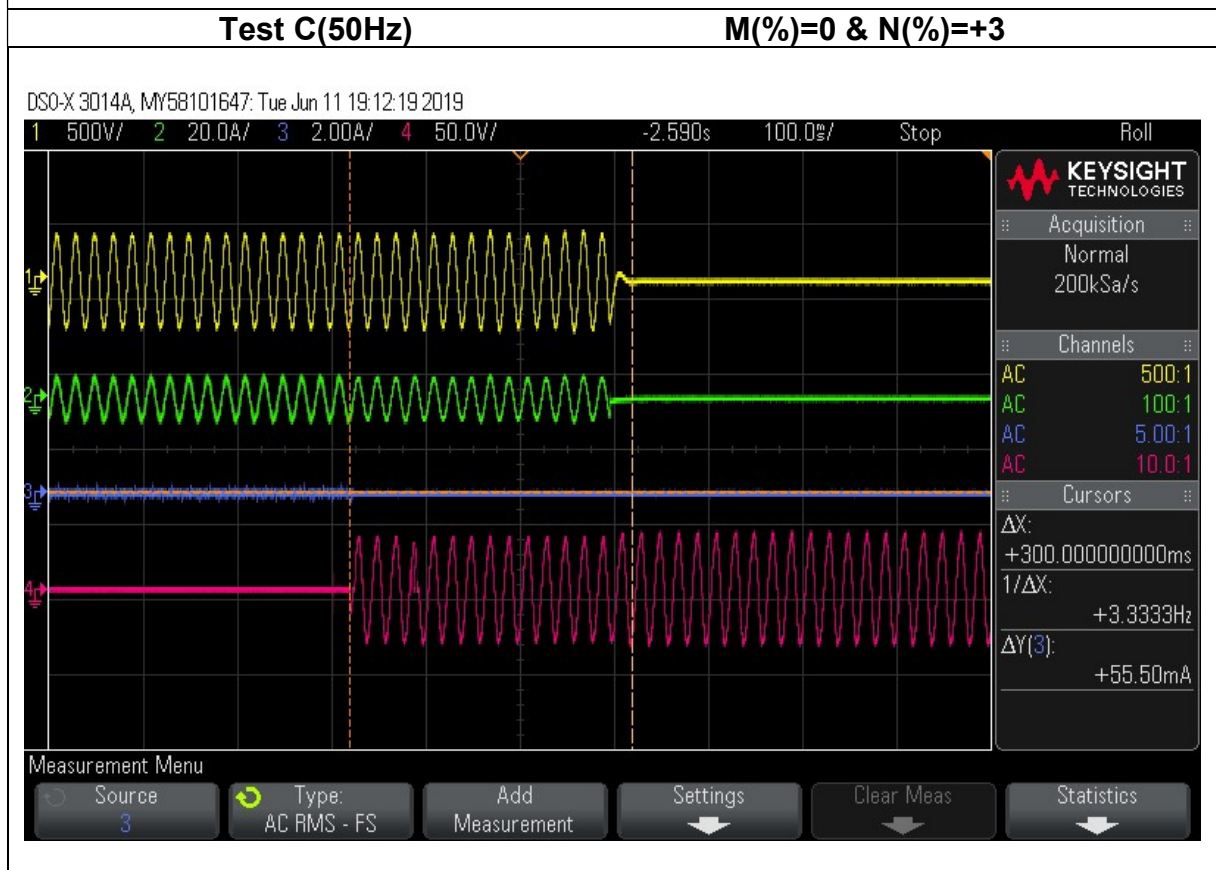 Test C(50Hz) M(%)=0 & N(%)=+3
DSO-X 3014A, MY58101647: Tue Jun 11 19:12:19 2019
1 500V/ 2 20.0A/ 3 2.00A/ 4 50.0V/ -2.590s 100.0ms/ Stop Roll
KEYSIGHT
TECHNOLOGIES
Acquisition
Normal
200kSa/s
Channels
AC 500:1
AC 100:1
AC 5.00:1
AC 10.0:1
Cursors
ΔX:
+300.000000000ms
1/ΔX:
+3.3333Hz
ΔY(3):
+55.50mA
1
2
3
4
Measurement Menu
Source
3
Type:
AC RMS - FS
Add
Measurement
Settings
Clear Meas
Statistics